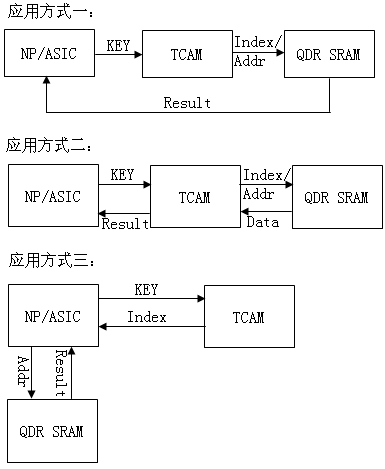 应用方式一：
NP/ASIC
KEY
TCAM
Index/
Addr
QDR SRAM
Result
应用方式二：
NP/ASIC
KEY
Result
TCAM
Index/
Addr
Data
QDR SRAM
应用方式三：
NP/ASIC
KEY
Index
TCAM
Addr
Result
QDR SRAM